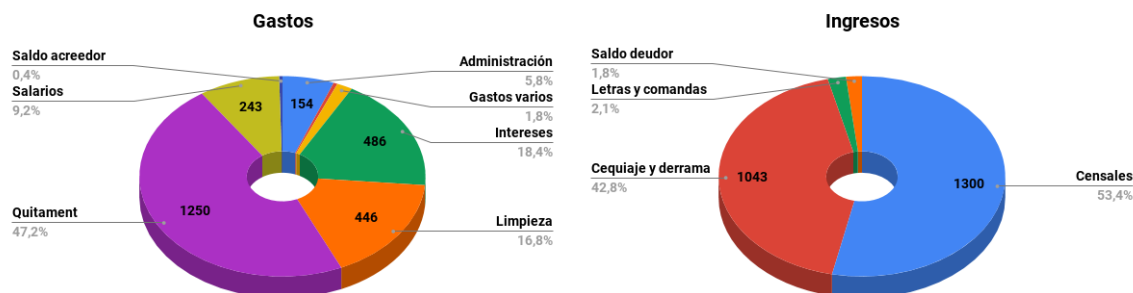 Gastos
Saldo acreedor
0,4%
Salarios
9,2%
Quitament
47,2%
Administración
5,8%
Gastos varios
1,8%
Intereses
18,4%
Limpieza
16,8%
243
154
486
446
1250
Ingresos
Saldo deudor
1,8%
Letras y comandas
2,1%
Cequiaje y derrama
42,8%
Censales
53,4%
1043
1300